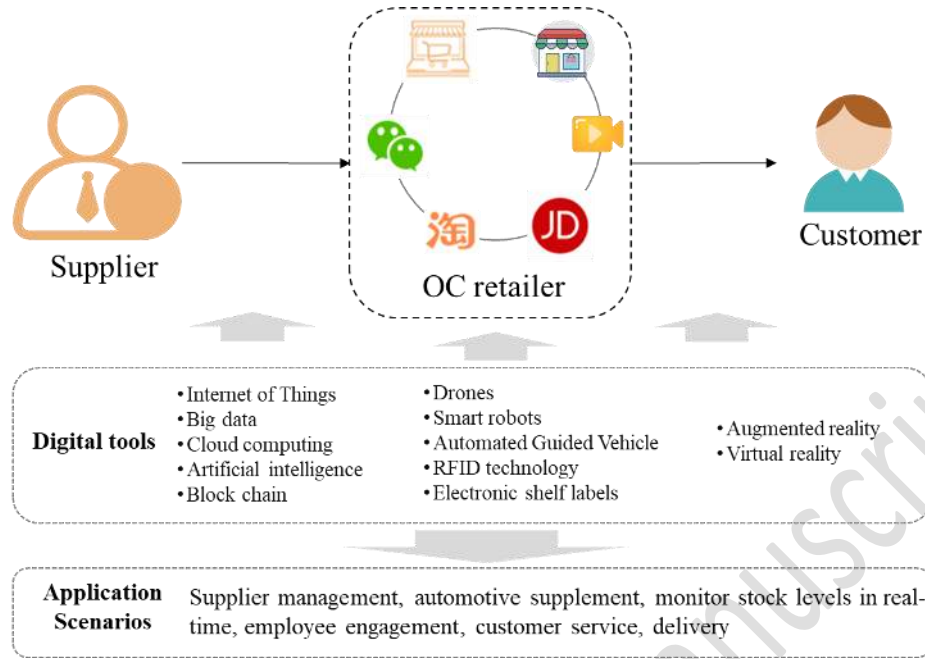 淘
JD
Supplier
OC retailer
Customer
Digital tools
•Internet of Things
•Big data
•Cloud computing
•Artificial intelligence
•Block chain
•Drones
•Smart robots
•Automated Guided Vehicle
•RFID technology
•Electronic shelf labels
•Augmented reality
•Virtual reality
Application
Scenarios
Supplier management, automotive supplement, monitor stock levels in real-
time, employee engagement, customer service, delivery
anuscrip